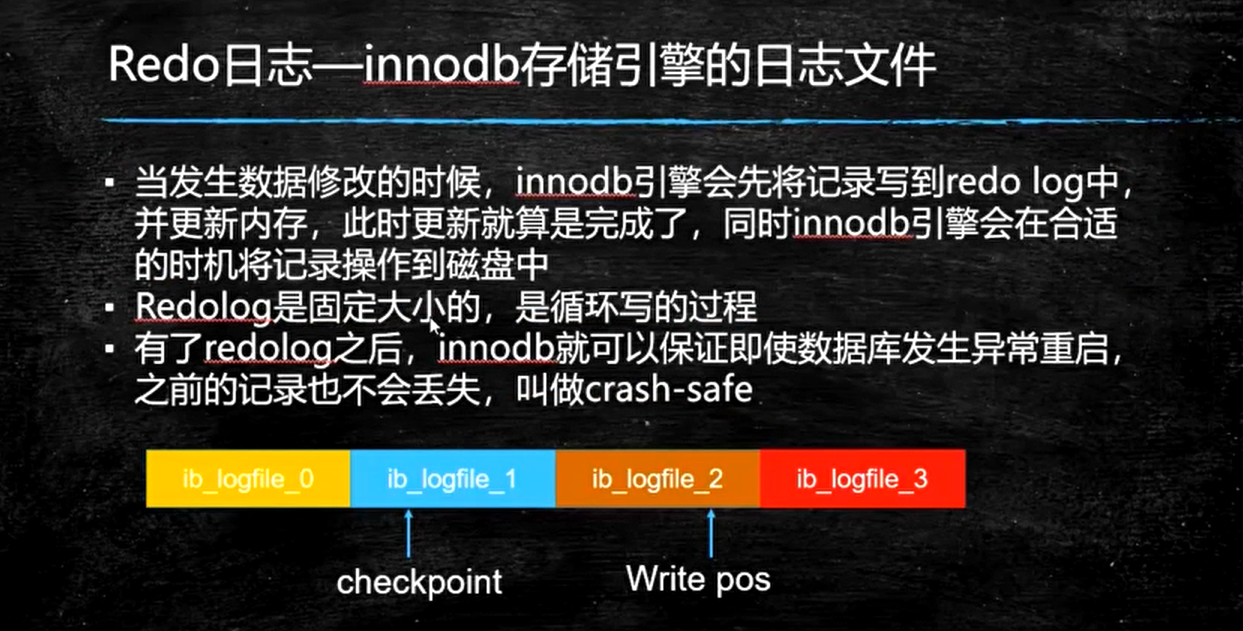 Redo日志—innodb存储引擎的日志文件
▪ 当发生数据修改的时候，innodb引擎会先将记录写到redo log中，
并更新内存，此时更新就算是完成了，同时innodb引擎会在合适
的时机将记录操作到磁盘中
▪ Redolog是固定大小的，是循环写的过程
▪ 有了redolog之后，innodb就可以保证即使数据库发生异常重启，
之前的记录也不会丢失，叫做crash-safe
ib_logfile_0 ib_logfile_1 ib_logfile_2 ib_logfile_3
checkpoint Write pos